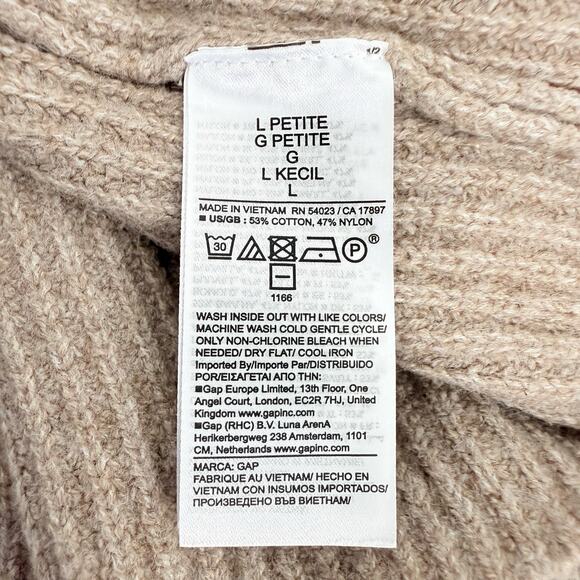 1/2
L PETITE
G PETITE
G
L KECIL
L
MADE IN VIETNAM RN 54023 / CA 17897
■ US/GB : 53% COTTON, 47% NYLON
30 P ®
1166
WASH INSIDE OUT WITH LIKE COLORS/
MACHINE WASH COLD GENTLE CYCLE/
ONLY NON-CHLORINE BLEACH WHEN
NEEDED/ DRY FLAT/ COOL IRON
Imported By/Importe Par/DISTRIBUIDO
POR/ΕΙΣΑΓΕΤΑΙ ΑΠΟ ΤΗΝ:
■Gap Europe Limited, 13th Floor, One
Angel Court, London, EC2R 7HJ, United
Kingdom www.gapinc.com
■Gap (RHC) B.V. Luna ArenA
Herikerbergweg 238 Amsterdam, 1101
CM, Netherlands www.gapinc.com
MARCA: GAP
FABRIQUE AU VIETNAM/ HECHO EN
VIETNAM CON INSUMOS IMPORTADOS/
ПРОИЗВЕДЕНО ВЪВ ВИЕТНАМ/